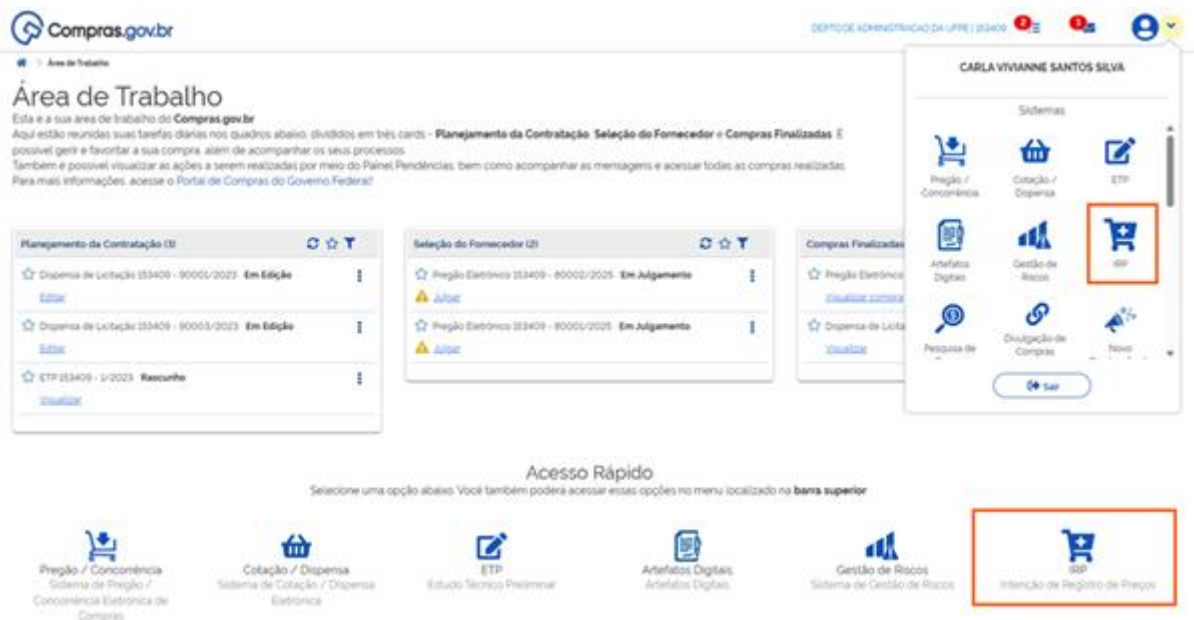 Compras.gov.br
DEPTO.DE ADMINISTRACAO DA UFPE | 153409
2
3
Área de Trabalho
Área de Trabalho
Esta e a sua area de trabalho do Compras.gov.br
Aqui estão reunidas suas tarefas diárias nos quadros abaixo, divididos em três cards - Planejamento da Contratação, Seleção do Fornecedor e Compras Finalizadas. É
possivel gerir e favoritar a sua compra, além de acompanhar os seus processos.
Também é possivel visualizar as ações a serem realizadas por meio do Painel Pendências, bem como acompanhar as mensagens e acessar todas as compras realizadas.
Para mais informações, acesse o Portal de Compras do Governo Federal!
CARLA VIVIANNE SANTOS SILVA
Sistemas
Pregão /
Concorrência
Cotação /
Dispensa
ETP
Artefatos
Digitais
Gestão de
Riscos
IRP
Pesquisa de
Divulgação de
Compras
Novo
Sair
Planejamento da Contratação (3)
Dispensa de Licitação 153409 - 90001/2023 Em Edição
Editar
Dispensa de Licitação 153409 - 90003/2023 Em Edição
Editar
ETP 153409 - 1/2023 Rascunho
Visualizar
Seleção do Fornecedor (2)
Pregão Eletrônico 153409 - 80002/2025 Em Julgamento
Julgar
Pregão Eletrônico 153409 - 80001/2025 Em Julgamento
Julgar
Compras Finalizadas
Pregão Eletrônico
Visualizar compra
Dispensa de Licita
Visualizar
Acesso Rápido
Selecione uma opção abaixo. Você também poderá acessar essas opções no menu localizado na barra superior
Pregão / Concorrência
Sistema de Pregão /
Concorrência Eletrônica de
Compras
Cotação / Dispensa
Sistema de Cotação / Dispensa
Eletrônica
ETP
Estudo Técnico Preliminar
Artefatos Digitais
Artefatos Digitais
Gestão de Riscos
Sistema de Gestão de Riscos
IRP
Intenção de Registro de Preços